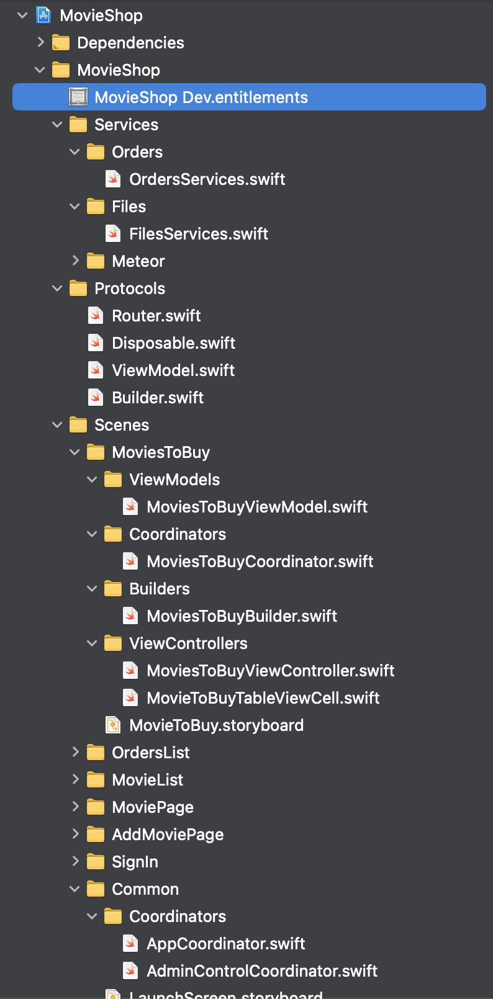 MovieShop
Dependencies
MovieShop
MovieShop Dev.entitlements
Services
Orders
OrdersServices.swift
Files
FilesServices.swift
Meteor
Protocols
Router.swift
Disposable.swift
ViewModel.swift
Builder.swift
Scenes
MoviesToBuy
ViewModels
MoviesToBuyViewModel.swift
Coordinators
MoviesToBuyCoordinator.swift
Builders
MoviesToBuyBuilder.swift
ViewControllers
MoviesToBuyViewController.swift
MovieToBuyTableViewCell.swift
MovieToBuy.storyboard
OrdersList
MovieList
MoviePage
AddMoviePage
SignIn
Common
Coordinators
AppCoordinator.swift
AdminControlCoordinator.swift
LaunchScreen.storyboard